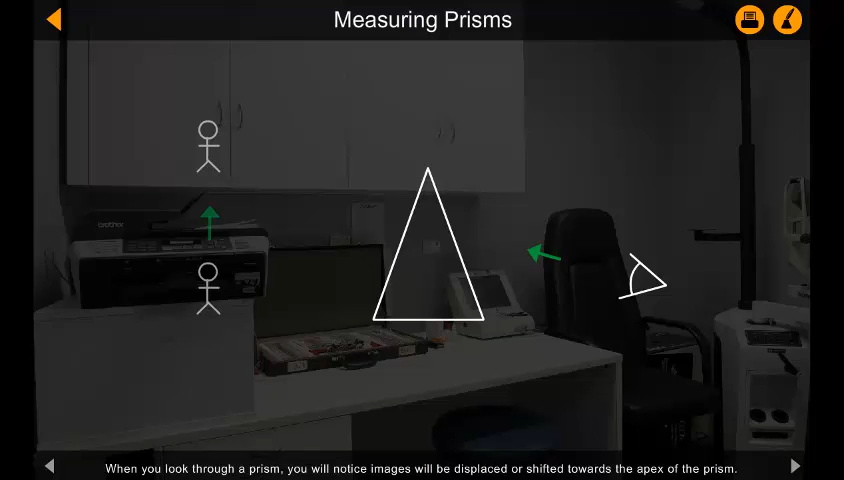 Measuring Prisms
brother
When you look through a prism, you will notice images will be displaced or shifted towards the apex of the prism.